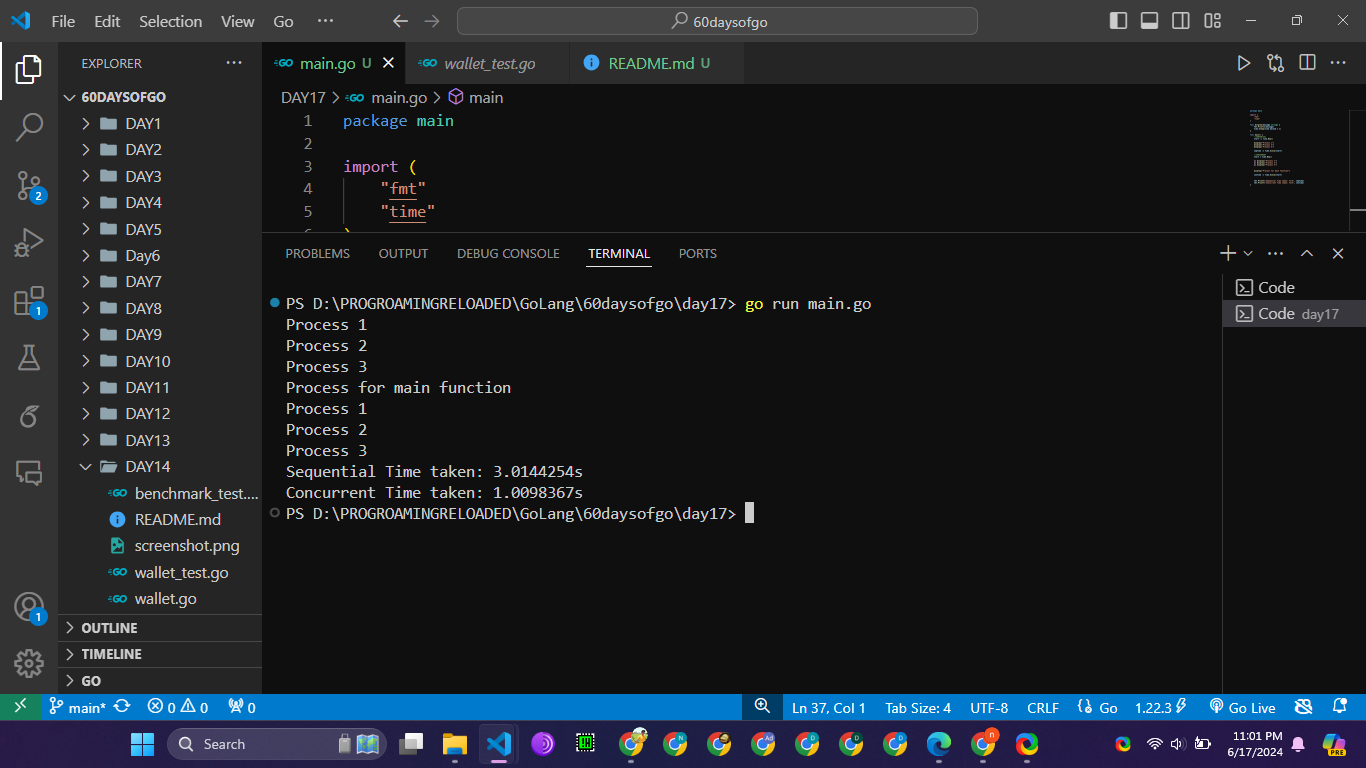 File Edit Selection View Go ··· 60daysofgo
EXPLORER ···
60DAYSOFGO
DAY1
DAY2
DAY3
DAY4
DAY5
Day6
DAY7
DAY8
DAY9
DAY10
DAY11
DAY12
DAY13
DAY14
benchmark_test....
README.md
screenshot.png
wallet_test.go
wallet.go
OUTLINE
TIMELINE
GO
2
1
1
main.go U wallet_test.go README.md U
DAY17 > main.go > main
1 package main
2
3 import (
4 "fmt"
5 "time"
PROBLEMS OUTPUT DEBUG CONSOLE TERMINAL PORTS
PS D:\PROGROAMINGRELOADED\GoLang\60daysofgo\day17> go run main.go
Process 1
Process 2
Process 3
Process for main function
Process 1
Process 2
Process 3
Sequential Time taken: 3.0144254s
Concurrent Time taken: 1.0098367s
PS D:\PROGROAMINGRELOADED\GoLang\60daysofgo\day17>
Code
Code day17
main* 0 0 0 Ln 37, Col 1 Tab Size: 4 UTF-8 CRLF Go 1.22.3 Go Live
Search
11:01 PM
6/17/2024
PRE